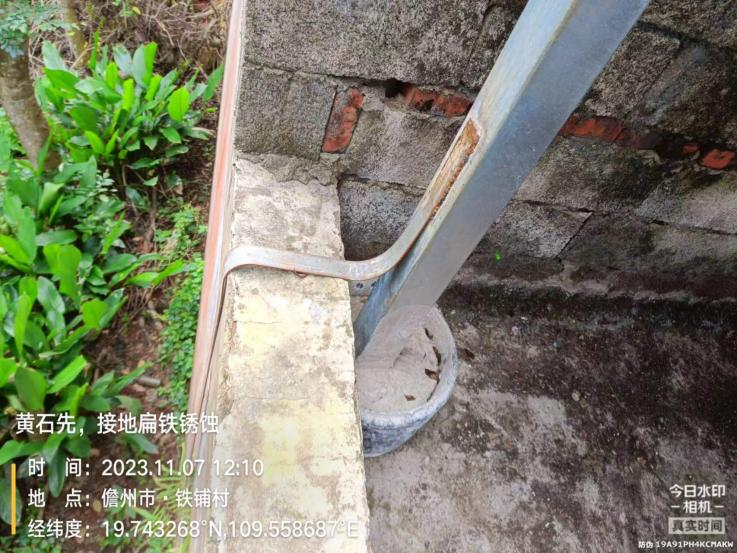 黄石先，接地扁铁锈蚀
时 间：2023.11.07 12:10
地 点：儋州市·铁铺村
经纬度：19.743268°N,109.558687°E
今日水印
-相机-
真实时间
防伪 19A91PH4KCMAKW